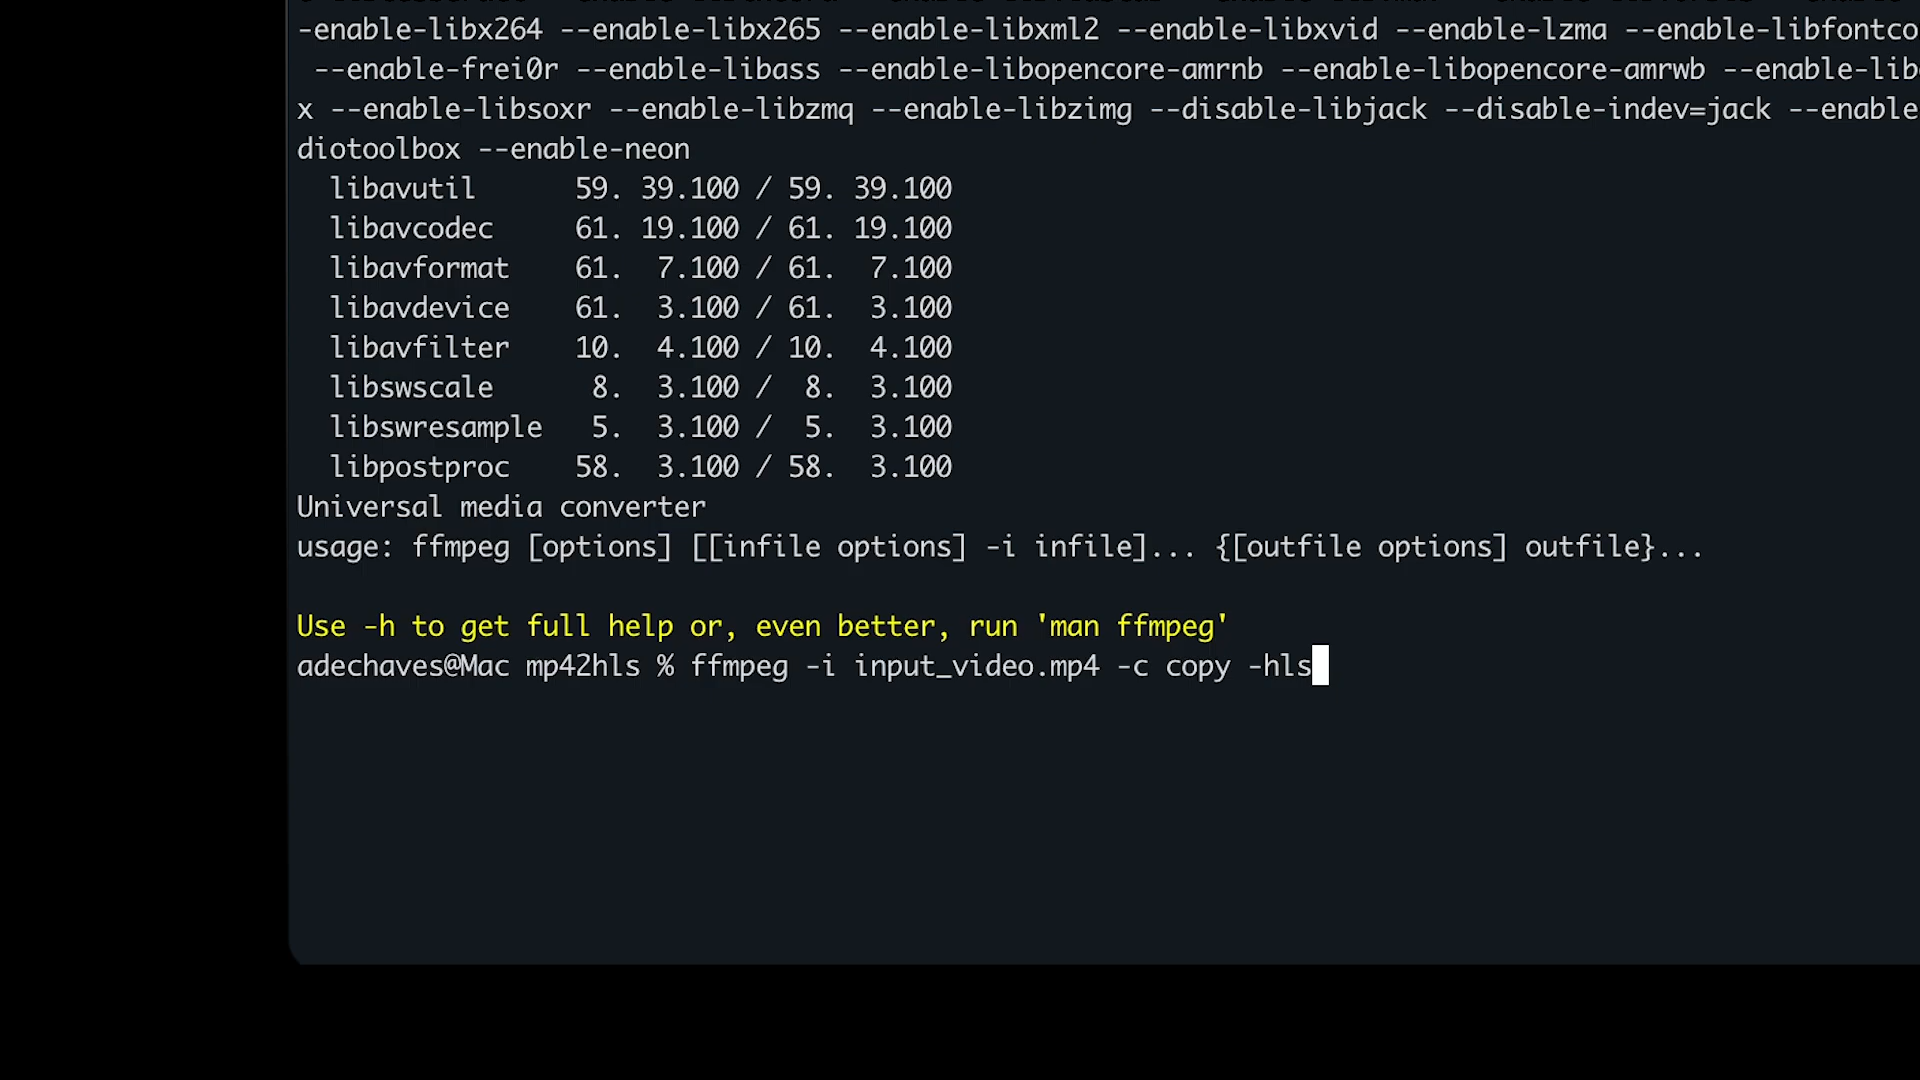 -enable-libx264 --enable-libx265 --enable-libxml2 --enable-libxvid --enable-lzma --enable-libfontco
--enable-frei0r --enable-libass --enable-libopencore-amrnb --enable-libopencore-amrwb --enable-lib
x --enable-libsoxr --enable-libzmq --enable-libzimg --disable-libjack --disable-indev=jack --enable
diotoolbox --enable-neon
libavutil 59. 39.100 / 59. 39.100
libavcodec 61. 19.100 / 61. 19.100
libavformat 61. 7.100 / 61. 7.100
libavdevice 61. 3.100 / 61. 3.100
libavfilter 10. 4.100 / 10. 4.100
libswscale 8. 3.100 / 8. 3.100
libswresample 5. 3.100 / 5. 3.100
libpostproc 58. 3.100 / 58. 3.100
Universal media converter
usage: ffmpeg [options] [[infile options] -i infile]... {[outfile options] outfile}...
Use -h to get full help or, even better, run 'man ffmpeg'
adechaves@Mac mp42hls % ffmpeg -i input_video.mp4 -c copy -hls